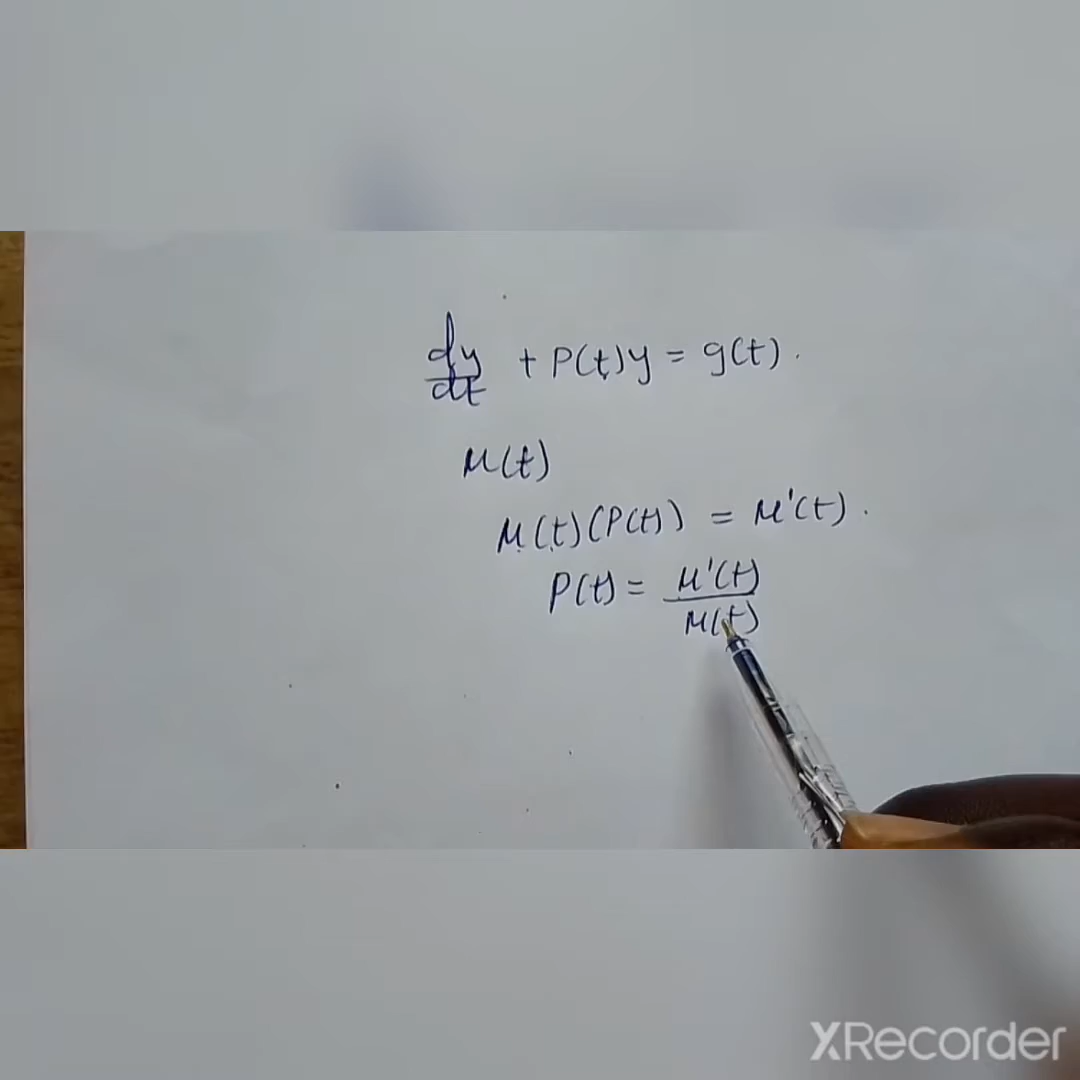 dy/dt + P(t)y = g(t).
μ(t)
μ(t)(P(t)) = μ'(t).
P(t) = μ'(t)/μ(t)
XRecorder